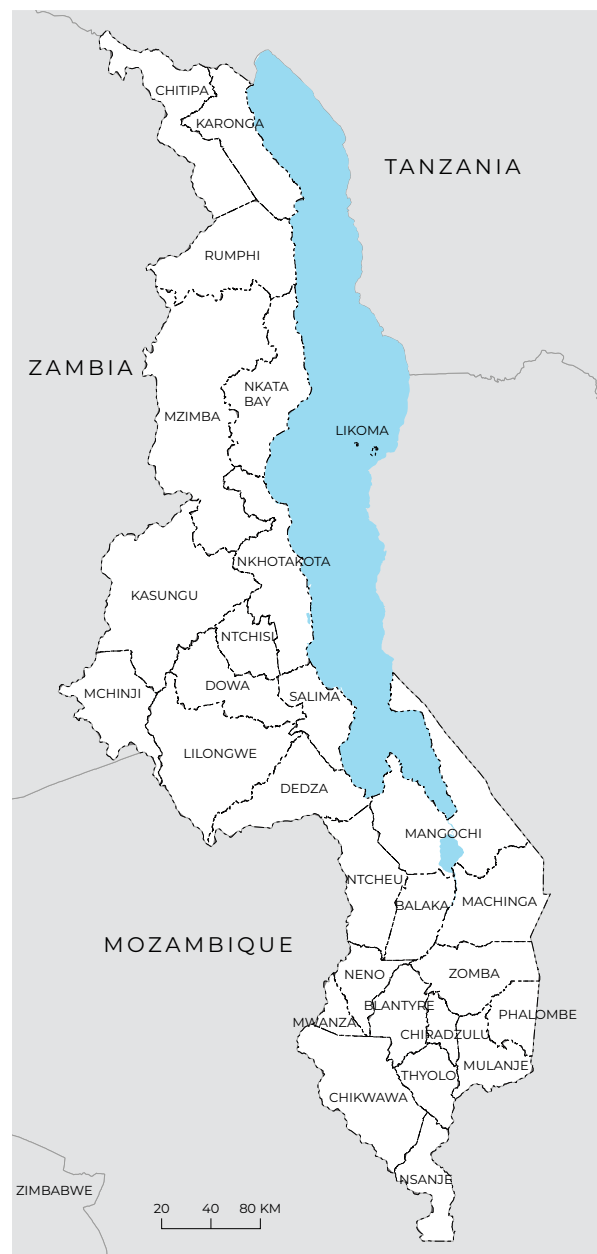 CHITIPA
KARONGA
TANZANIA
RUMPHI
ZAMBIA
NKATA
BAY
MZIMBA
LIKOMA
NKHOTAKOTA
KASUNGU
NTCHISI
DOWA
MCHINJI
SALIMA
LILONGWE
DEDZA
MANGOCHI
NTCHEU
BALAKA
MACHINGA
MOZAMBIQUE
NENO
ZOMBA
BLANTYRE
PHALOMBE
MWANZA
CHIRADZULU
MULANJE
THYOLO
CHIKWAWA
NSANJE
ZIMBABWE
20 40 80 KM